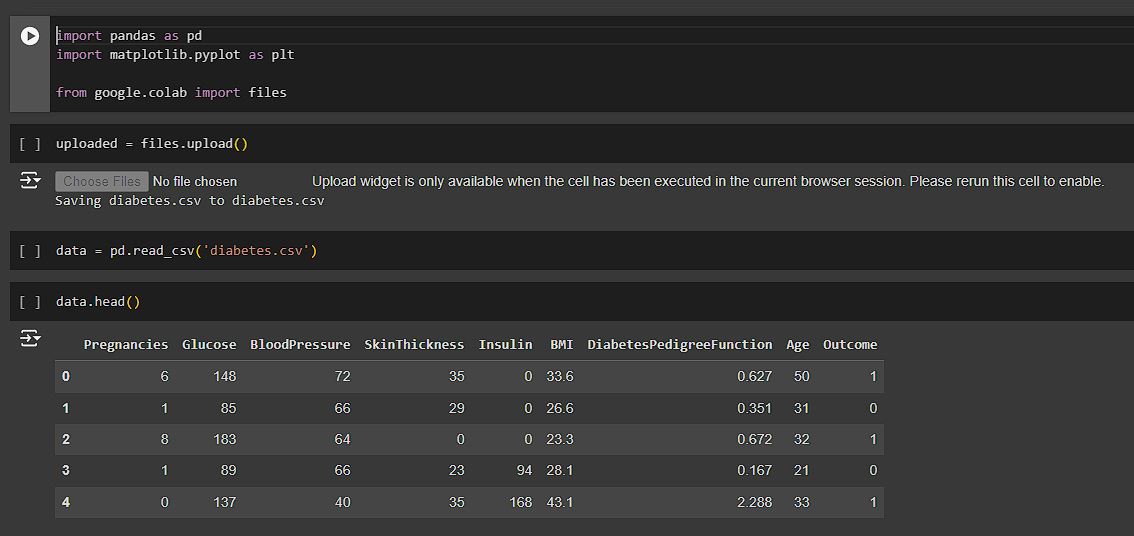 import pandas as pd
import matplotlib.pyplot as plt
from google.colab import files
[ ] uploaded = files.upload()
Choose Files No file chosen Upload widget is only available when the cell has been executed in the current browser session. Please rerun this cell to enable.
Saving diabetes.csv to diabetes.csv
[ ] data = pd.read_csv('diabetes.csv')
[ ] data.head()
Pregnancies Glucose BloodPressure SkinThickness Insulin BMI DiabetesPedigreeFunction Age Outcome
0 6 148 72 35 0 33.6 0.627 50 1
1 1 85 66 29 0 26.6 0.351 31 0
2 8 183 64 0 0 23.3 0.672 32 1
3 1 89 66 23 94 28.1 0.167 21 0
4 0 137 40 35 168 43.1 2.288 33 1